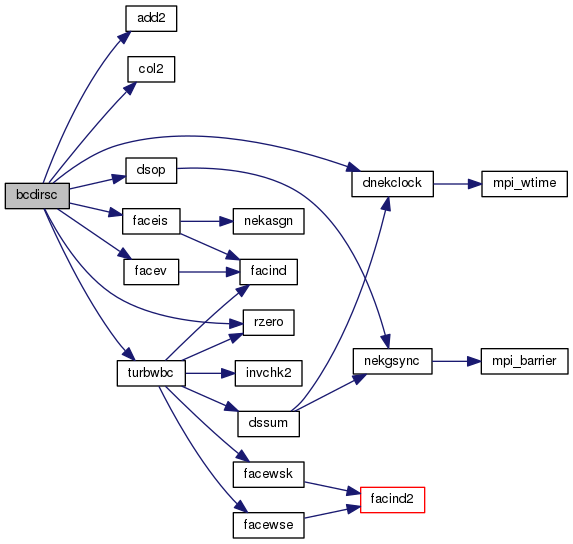 add2
col2
bcdirsc
dsop
dnekclock
mpi_wtime
faceis
nekasgn
facev
facind
rzero
turbwbc
invchk2
nekgsync
mpi_barrier
dssum
facewsk
facind2
facewse